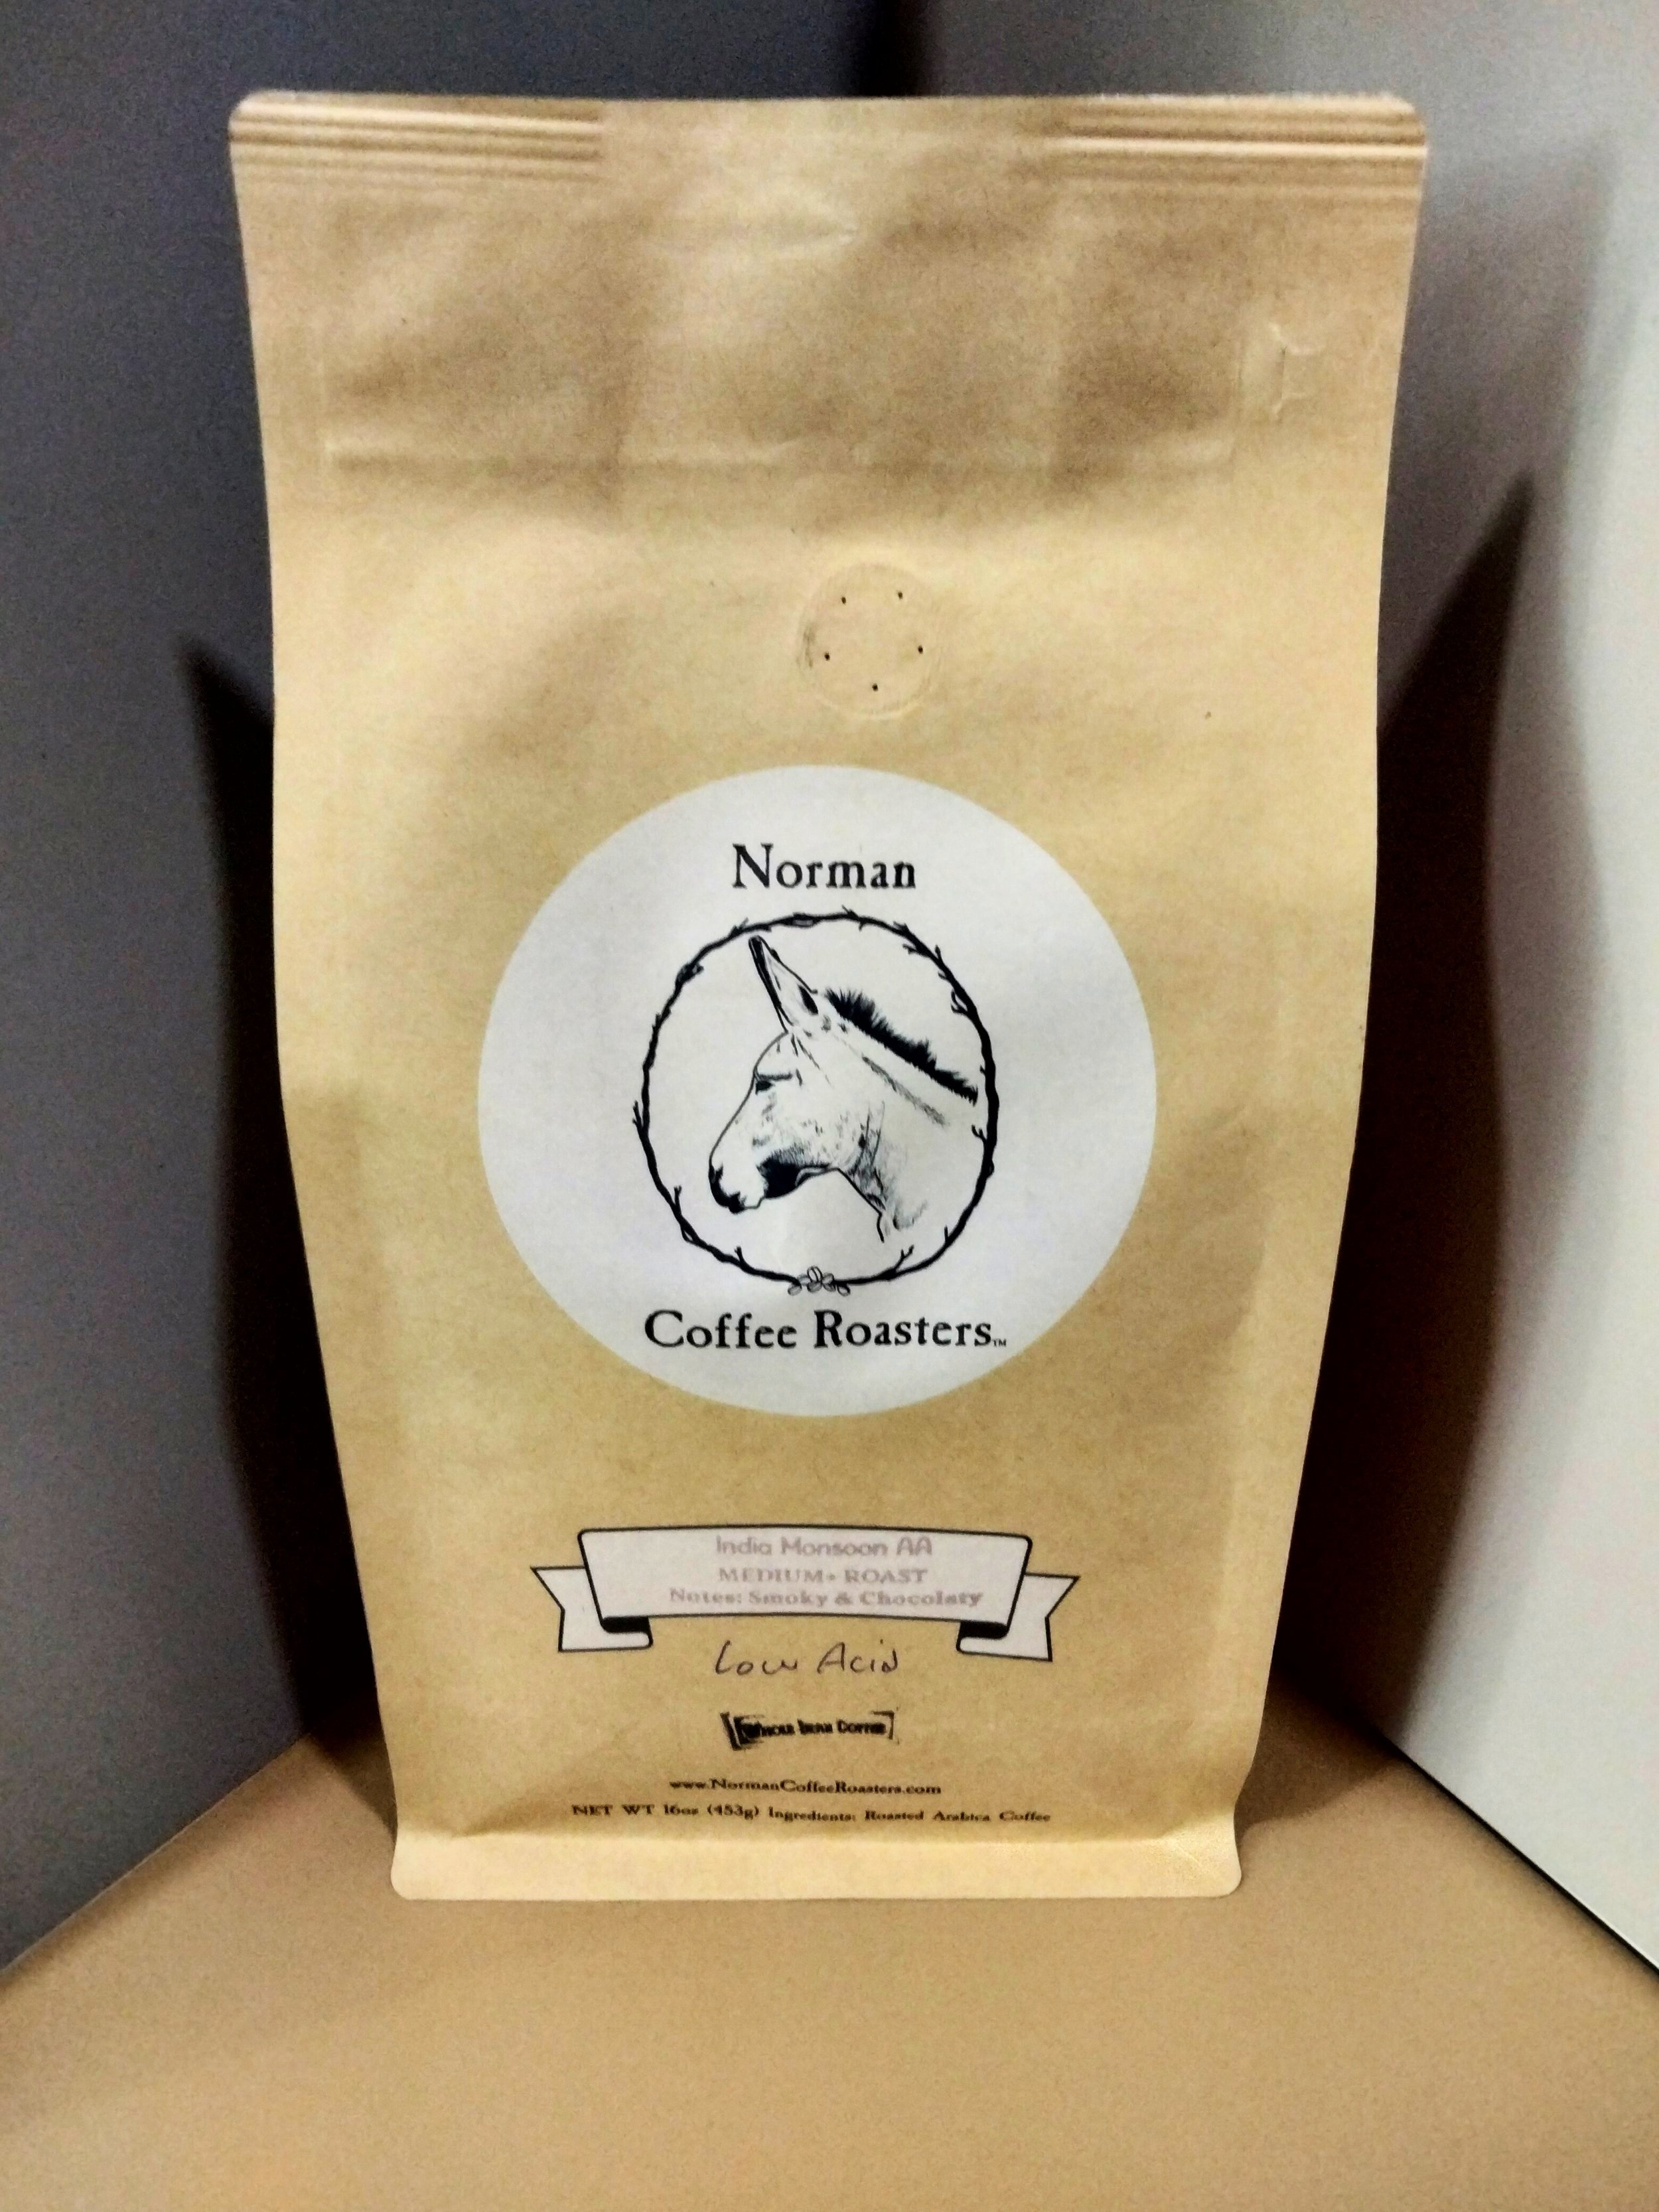 Norman
Coffee Roasters™
India Monsoon AA
MEDIUM+ ROAST
Notes: Smoky & Chocolaty
Low Acid
Whole Bean Coffee
www.NormanCoffeeRoasters.com
NET WT 16oz (453g) Ingredients: Roasted Arabica Coffee